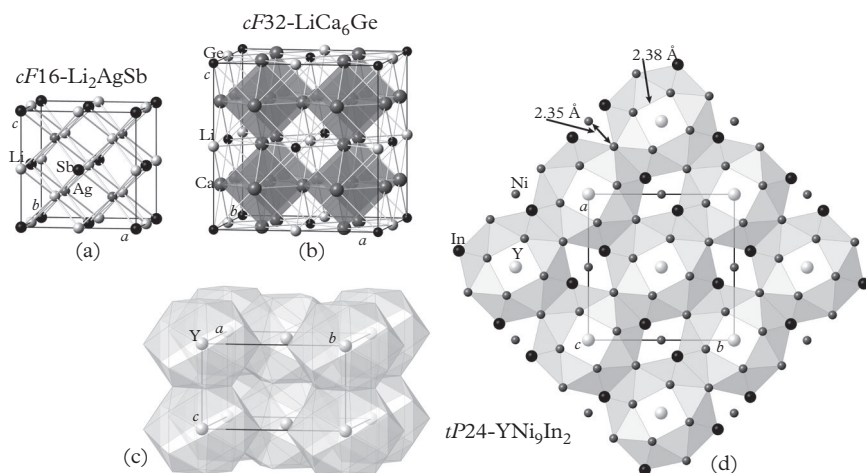 cF16-Li₂AgSb
c
Li
Sb
Ag
b
a
(a)
cF32-LiCa₆Ge
Ge
c
Li
Ca
b
a
(b)
Y
a
b
c
(c)
2.38 Å
2.35 Å
Ni
a
In
Y
c
b
tP24-YNi₉In₂
(d)